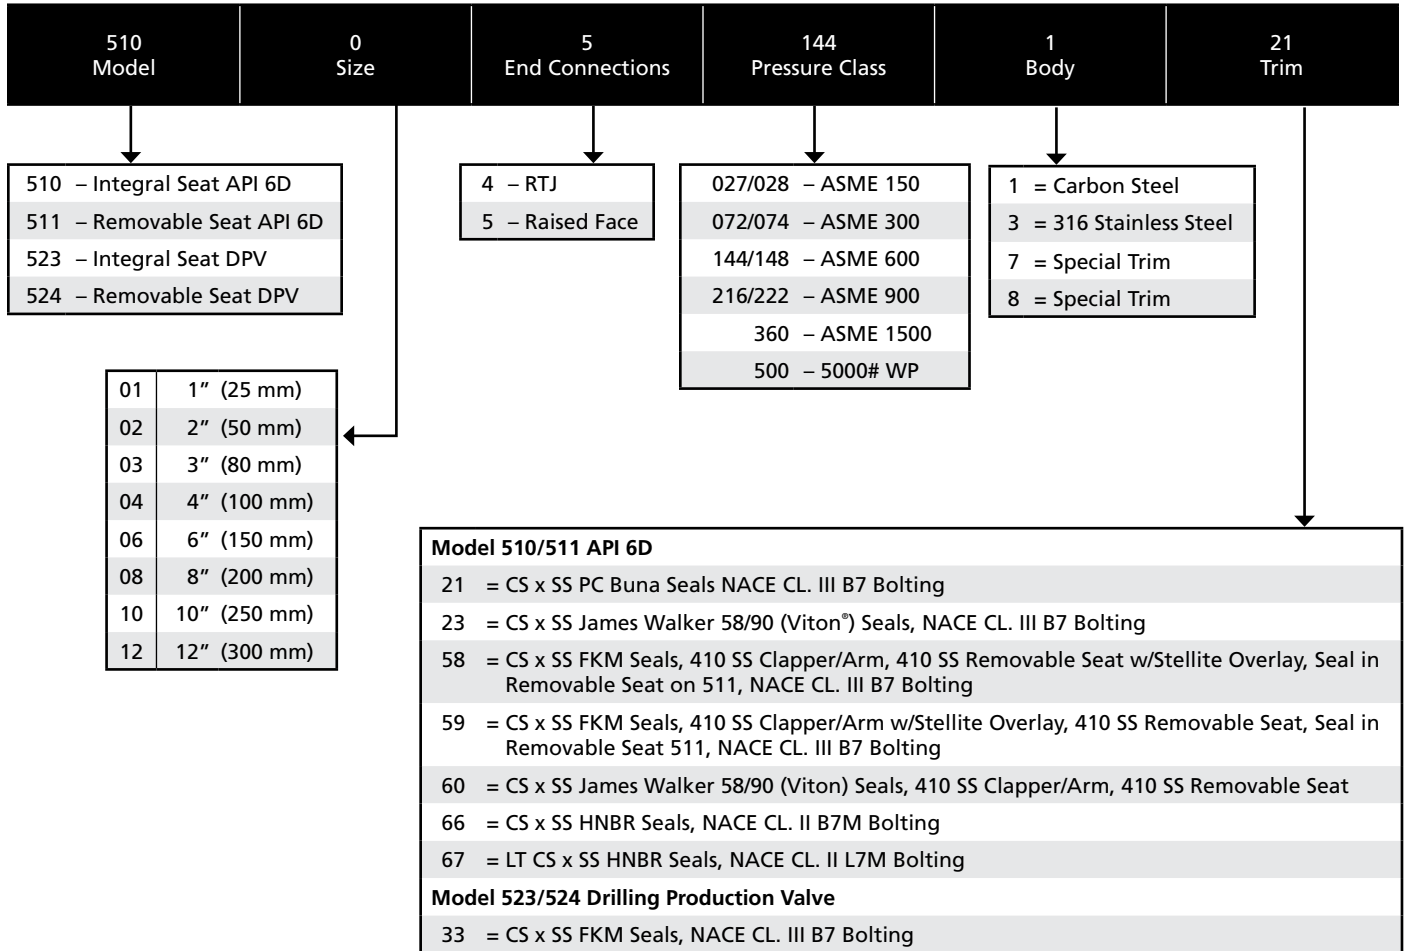 510
Model
0
Size
5
End Connections
144
Pressure Class
1
Body
21
Trim
510 – Integral Seat API 6D
511 – Removable Seat API 6D
523 – Integral Seat DPV
524 – Removable Seat DPV
01 1″ (25 mm)
02 2″ (50 mm)
03 3″ (80 mm)
04 4″ (100 mm)
06 6″ (150 mm)
08 8″ (200 mm)
10 10″ (250 mm)
12 12″ (300 mm)
4 – RTJ
5 – Raised Face
027/028 – ASME 150
072/074 – ASME 300
144/148 – ASME 600
216/222 – ASME 900
360 – ASME 1500
500 – 5000# WP
1 = Carbon Steel
3 = 316 Stainless Steel
7 = Special Trim
8 = Special Trim
Model 510/511 API 6D
21 = CS x SS PC Buna Seals NACE CL. III B7 Bolting
23 = CS x SS James Walker 58/90 (Viton®) Seals, NACE CL. III B7 Bolting
58 = CS x SS FKM Seals, 410 SS Clapper/Arm, 410 SS Removable Seat w/Stellite Overlay, Seal in
Removable Seat on 511, NACE CL. III B7 Bolting
59 = CS x SS FKM Seals, 410 SS Clapper/Arm w/Stellite Overlay, 410 SS Removable Seat, Seal in
Removable Seat 511, NACE CL. III B7 Bolting
60 = CS x SS James Walker 58/90 (Viton) Seals, 410 SS Clapper/Arm, 410 SS Removable Seat
66 = CS x SS HNBR Seals, NACE CL. II B7M Bolting
67 = LT CS x SS HNBR Seals, NACE CL. II L7M Bolting
Model 523/524 Drilling Production Valve
33 = CS x SS FKM Seals, NACE CL. III B7 Bolting